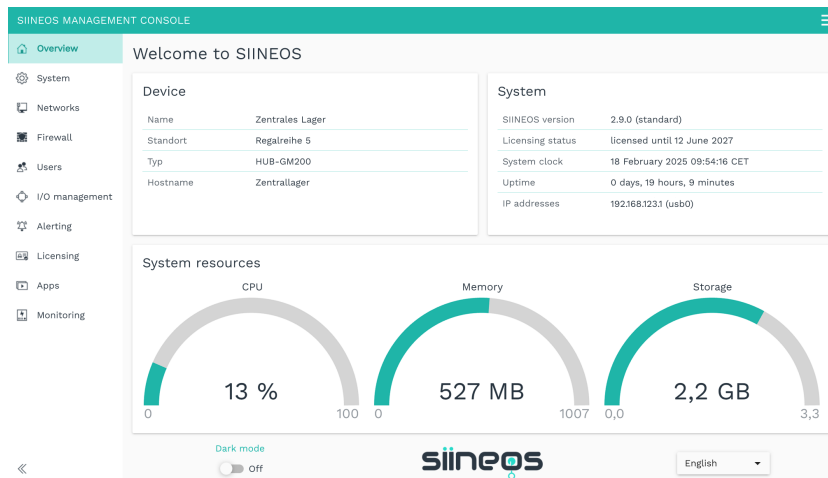 SIINEOS MANAGEMENT CONSOLE
Overview
System
Networks
Firewall
Users
I/O management
Alerting
Licensing
Apps
Monitoring
Welcome to SIINEOS
Device
Name Zentrales Lager
Standort Regalreihe 5
Typ HUB-GM200
Hostname Zentrallager
System
SIINEOS version 2.9.0 (standard)
Licensing status licensed until 12 June 2027
System clock 18 February 2025 09:54:16 CET
Uptime 0 days, 19 hours, 9 minutes
IP addresses 192.168.123.1 (usb0)
System resources
CPU
13 %
0 100
Memory
527 MB
0 1007
Storage
2,2 GB
0,0 3,3
Dark mode
Off
siineos
English